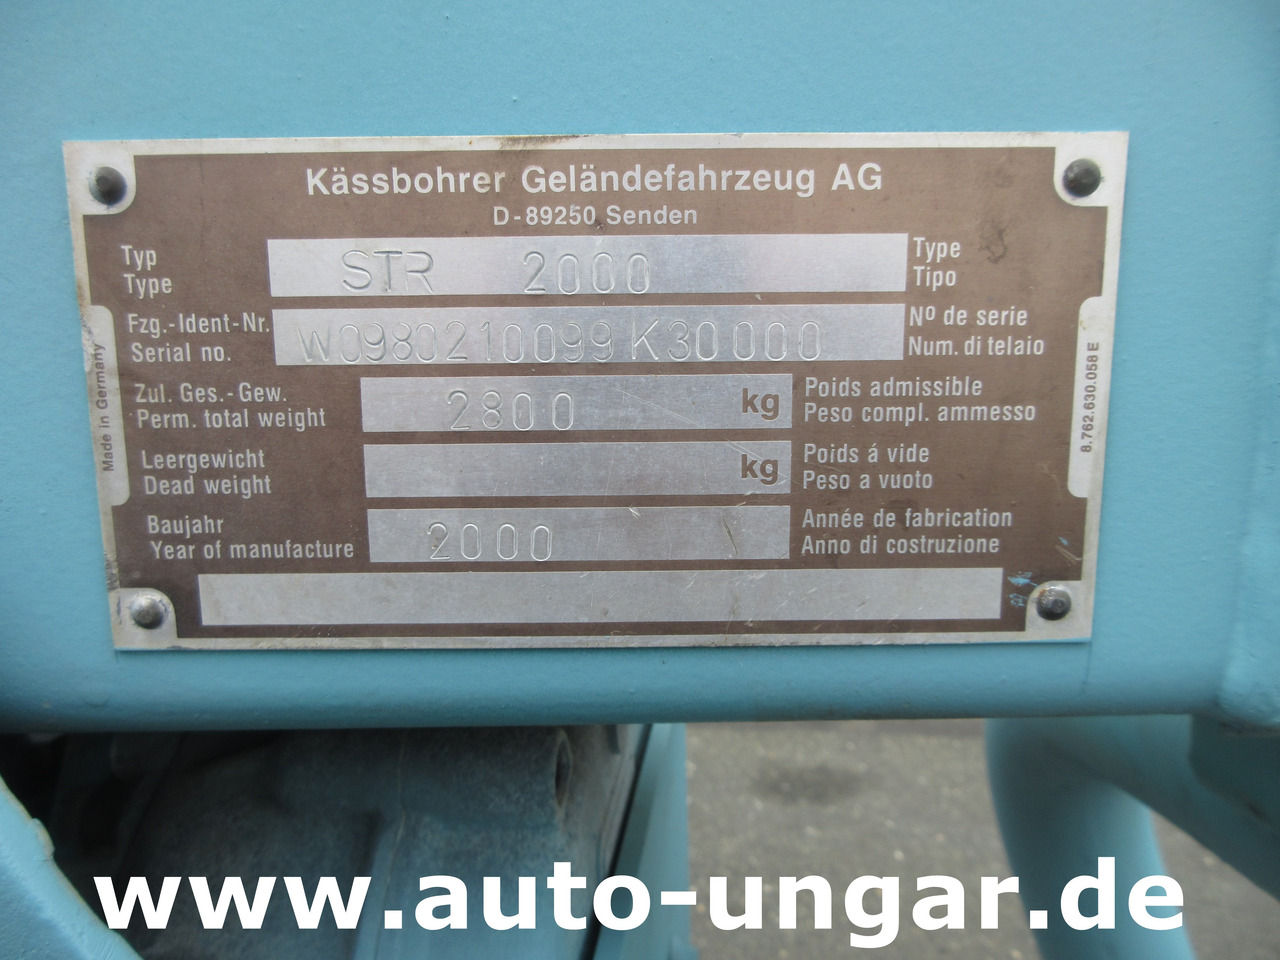 Kässbohrer Geländefahrzeug AG
D-89250 Senden
Typ
Type
STR 2000
Type
Tipo
Fzg.-Ident-Nr.
Serial no.
W0980210099K30000
Nº de serie
Num. di telaio
Zul. Ges.-Gew.
Perm. total weight
2800 kg
Poids admissible
Peso compl. ammesso
Leergewicht
Dead weight
kg
Poids á vide
Peso a vuoto
Baujahr
Year of manufacture
2000
Année de fabrication
Anno di costruzione
Made in Germany
8.762.630.058 E
www.auto-ungar.de